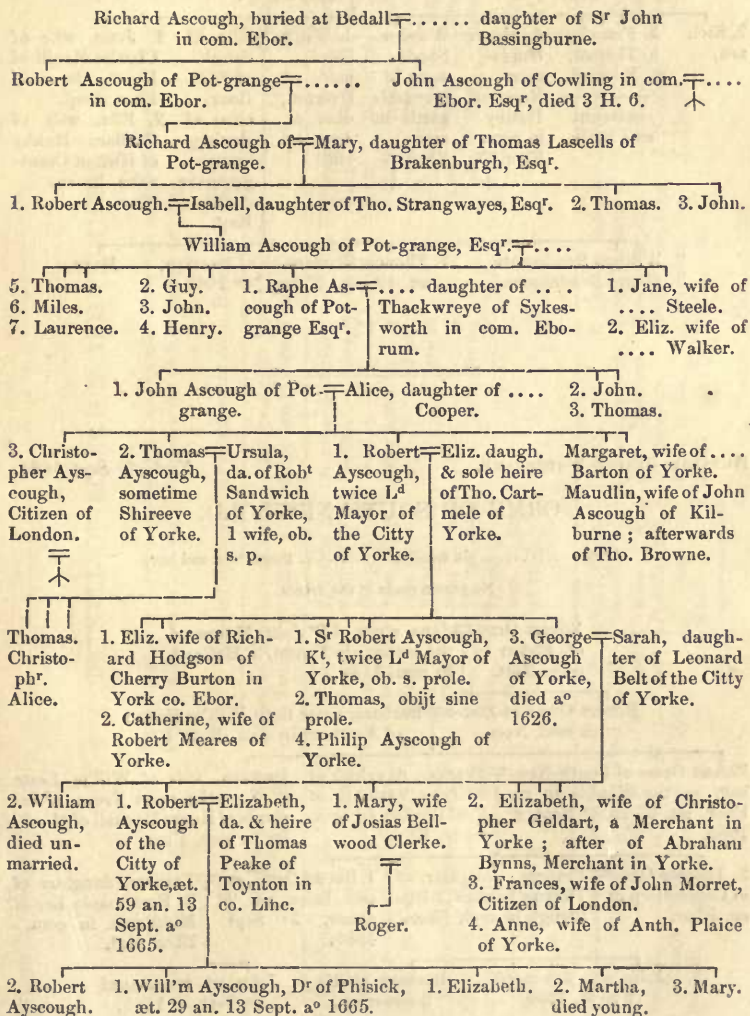 Richard Ascough, buried at Bedall
in com. Ebor.
...... daughter of Sr John
Bassingburne.
Robert Ascough of Pot-grange
in com. Ebor.
......
John Ascough of Cowling in com.
Ebor. Esqr, died 3 H. 6.
....
Richard Ascough of
Pot-grange.
Mary, daughter of Thomas Lascells of
Brakenburgh, Esqr.
1. Robert Ascough.
Isabell, daughter of Tho. Strangwayes, Esqr.
2. Thomas.
3. John.
William Ascough of Pot-grange, Esqr.
....
5. Thomas.
6. Miles.
7. Laurence.
2. Guy.
3. John.
4. Henry.
1. Raphe As-
cough of Pot-
grange Esqr.
.... daughter of ....
Thackwreye of Sykes-
worth in com. Ebo-
rum.
1. Jane, wife of
.... Steele.
2. Eliz. wife of
.... Walker.
1. John Ascough of Pot-
grange.
Alice, daughter of ....
Cooper.
2. John.
3. Thomas.
3. Christo-
pher Ays-
cough,
Citizen of
London.
2. Thomas
Ayscough,
sometime
Shireeve
of Yorke.
Ursula,
da. of Robt
Sandwich
of Yorke,
1 wife, ob.
s. p.
1. Robert
Ayscough,
twice Ld
Mayor of
the Citty
of Yorke.
Eliz. daugh.
& sole heire
of Tho. Cart-
mele of
Yorke.
Margaret, wife of ....
Barton of Yorke.
Maudlin, wife of John
Ascough of Kil-
burne ; afterwards
of Tho. Browne.
Thomas.
Christo-
phr.
Alice.
1. Eliz. wife of Rich-
ard Hodgson of
Cherry Burton in
York co. Ebor.
2. Catherine, wife of
Robert Meares of
Yorke.
1. Sr Robert Ayscough,
Kt, twice Ld Mayor of
Yorke, ob. s. prole.
2. Thomas, obijt sine
prole.
4. Philip Ayscough of
Yorke.
3. George
Ascough
of Yorke,
died ao
1626.
Sarah, daugh-
ter of Leonard
Belt of the Citty
of Yorke.
2. William
Ascough,
died un-
married.
1. Robert
Ayscough
of the
Citty of
Yorke, æt.
59 an. 13
Sept. ao
1665.
Elizabeth,
da. & heire
of Thomas
Peake of
Toynton in
co. Linc.
1. Mary, wife
of Josias Bell-
wood Clerke.
Roger.
2. Elizabeth, wife of Christo-
pher Geldart, a Merchant in
Yorke ; after of Abraham
Bynns, Merchant in Yorke.
3. Frances, wife of John Morret,
Citizen of London.
4. Anne, wife of Anth. Plaice
of Yorke.
2. Robert
Ayscough.
1. Will'm Ayscough, Dr of Phisick,
æt. 29 an. 13 Sept. ao 1665.
1. Elizabeth.
2. Martha,
died young.
3. Mary.